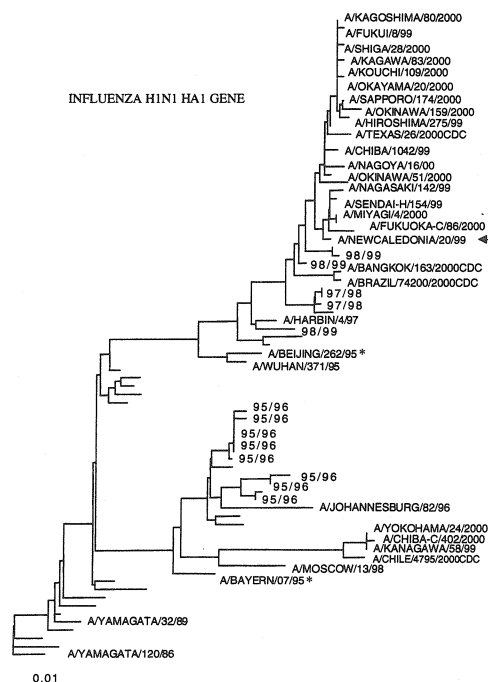 A/KAGOSHIMA/80/2000
A/FUKUI/8/99
A/SHIGA/28/2000
A/KAGAWA/83/2000
A/KOUCHI/109/2000
A/OKAYAMA/20/2000
INFLUENZA H1N1 HA1 GENE
A/SAPPORO/174/2000
A/OKINAWA/159/2000
A/HIROSHIMA/275/99
A/TEXAS/26/2000CDC
A/CHIBA/1042/99
A/NAGOYA/16/00
A/OKINAWA/51/2000
A/NAGASAKI/142/99
A/SENDAI-H/154/99
A/MIYAGI/4/2000
A/FUKUOKA-C/86/2000
A/NEWCALEDONIA/20/99
98/99
98/99
A/BANGKOK/163/2000CDC
A/BRAZIL/74200/2000CDC
97/98
97/98
A/HARBIN/4/97
98/99
A/BEIJING/262/95 *
A/WUHAN/371/95
95/96
95/96
95/96
95/96
95/96
95/96
95/96
95/96
A/JOHANNESBURG/82/96
A/YOKOHAMA/24/2000
A/CHIBA-C/402/2000
A/KANAGAWA/58/99
A/CHILE/4795/2000CDC
A/MOSCOW/13/98
A/BAYERN/07/95 *
A/YAMAGATA/32/89
A/YAMAGATA/120/86
0.01